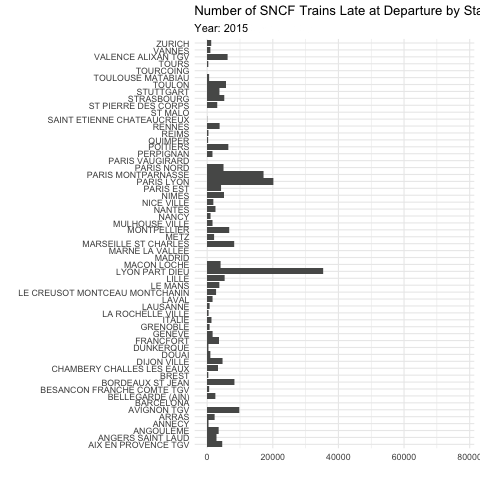 Number of SNCF Trains Late at Departure by Sta
Year: 2015
ZURICH
VANNES
VALENCE ALIXAN TGV
TOURS
TOURCOING
TOULOUSE MATABIAU
TOULON
STUTTGART
STRASBOURG
ST PIERRE DES CORPS
ST MALO
SAINT ETIENNE CHATEAUCREUX
RENNES
REIMS
QUIMPER
POITIERS
PERPIGNAN
PARIS VAUGIRARD
PARIS NORD
PARIS MONTPARNASSE
PARIS LYON
PARIS EST
NIMES
NICE VILLE
NANTES
NANCY
MULHOUSE VILLE
MONTPELLIER
METZ
MARSEILLE ST CHARLES
MARNE LA VALLEE
MADRID
MACON LOCHE
LYON PART DIEU
LILLE
LE MANS
LE CREUSOT MONTCEAU MONTCHANIN
LAVAL
LAUSANNE
LA ROCHELLE VILLE
ITALIE
GRENOBLE
GENEVE
FRANCFORT
DUNKERQUE
DOUAI
DIJON VILLE
CHAMBERY CHALLES LES EAUX
BREST
BORDEAUX ST JEAN
BESANCON FRANCHE COMTE TGV
BELLEGARDE (AIN)
BARCELONA
AVIGNON TGV
ARRAS
ANNECY
ANGOULEME
ANGERS SAINT LAUD
AIX EN PROVENCE TGV
0 20000 40000 60000 80000